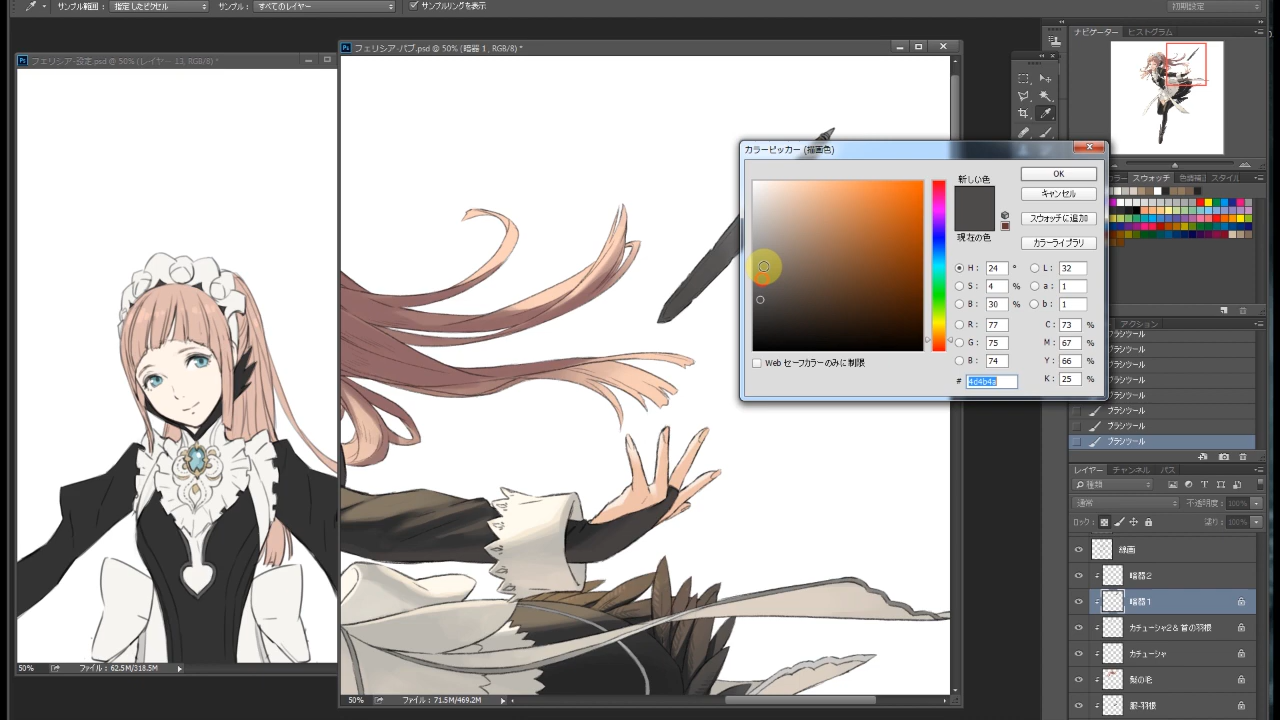 サンプル範囲： 指定したピクセル サンプル： すべてのレイヤー サンプリングを表示 初期設定
フェリシア-設定.psd @ 50% (レイヤー 13, RGB/8) *
フェリシア-バブ.psd @ 50% (暗器 1, RGB/8) *
ナビゲーター ヒストグラム
カラーピッカー (描画色)
新しい色
現在の色
OK
キャンセル
スウォッチに追加
カラーライブラリ
H: 24 °
S: 4 %
B: 30 %
R: 77
G: 75
B: 74
# 4d4b4a
L: 32
a: 1
b: 1
C: 73 %
M: 67 %
Y: 66 %
K: 25 %
Web セーフカラーのみに制限
カラー スウォッチ 色調補正 スタイル
アクション
ブラシツール
ブラシツール
ブラシツール
ブラシツール
ブラシツール
ブラシツール
ブラシツール
ブラシツール
レイヤー チャンネル パス
種類
通常 不透明度： 100%
ロック： 塗り： 100%
線画
暗器2
暗器1
カチューシャ2& 首の羽根
カチューシャ
髪の毛
服-羽根
50% ファイル：62.5M/318.5M
50% ファイル：71.5M/469.2M